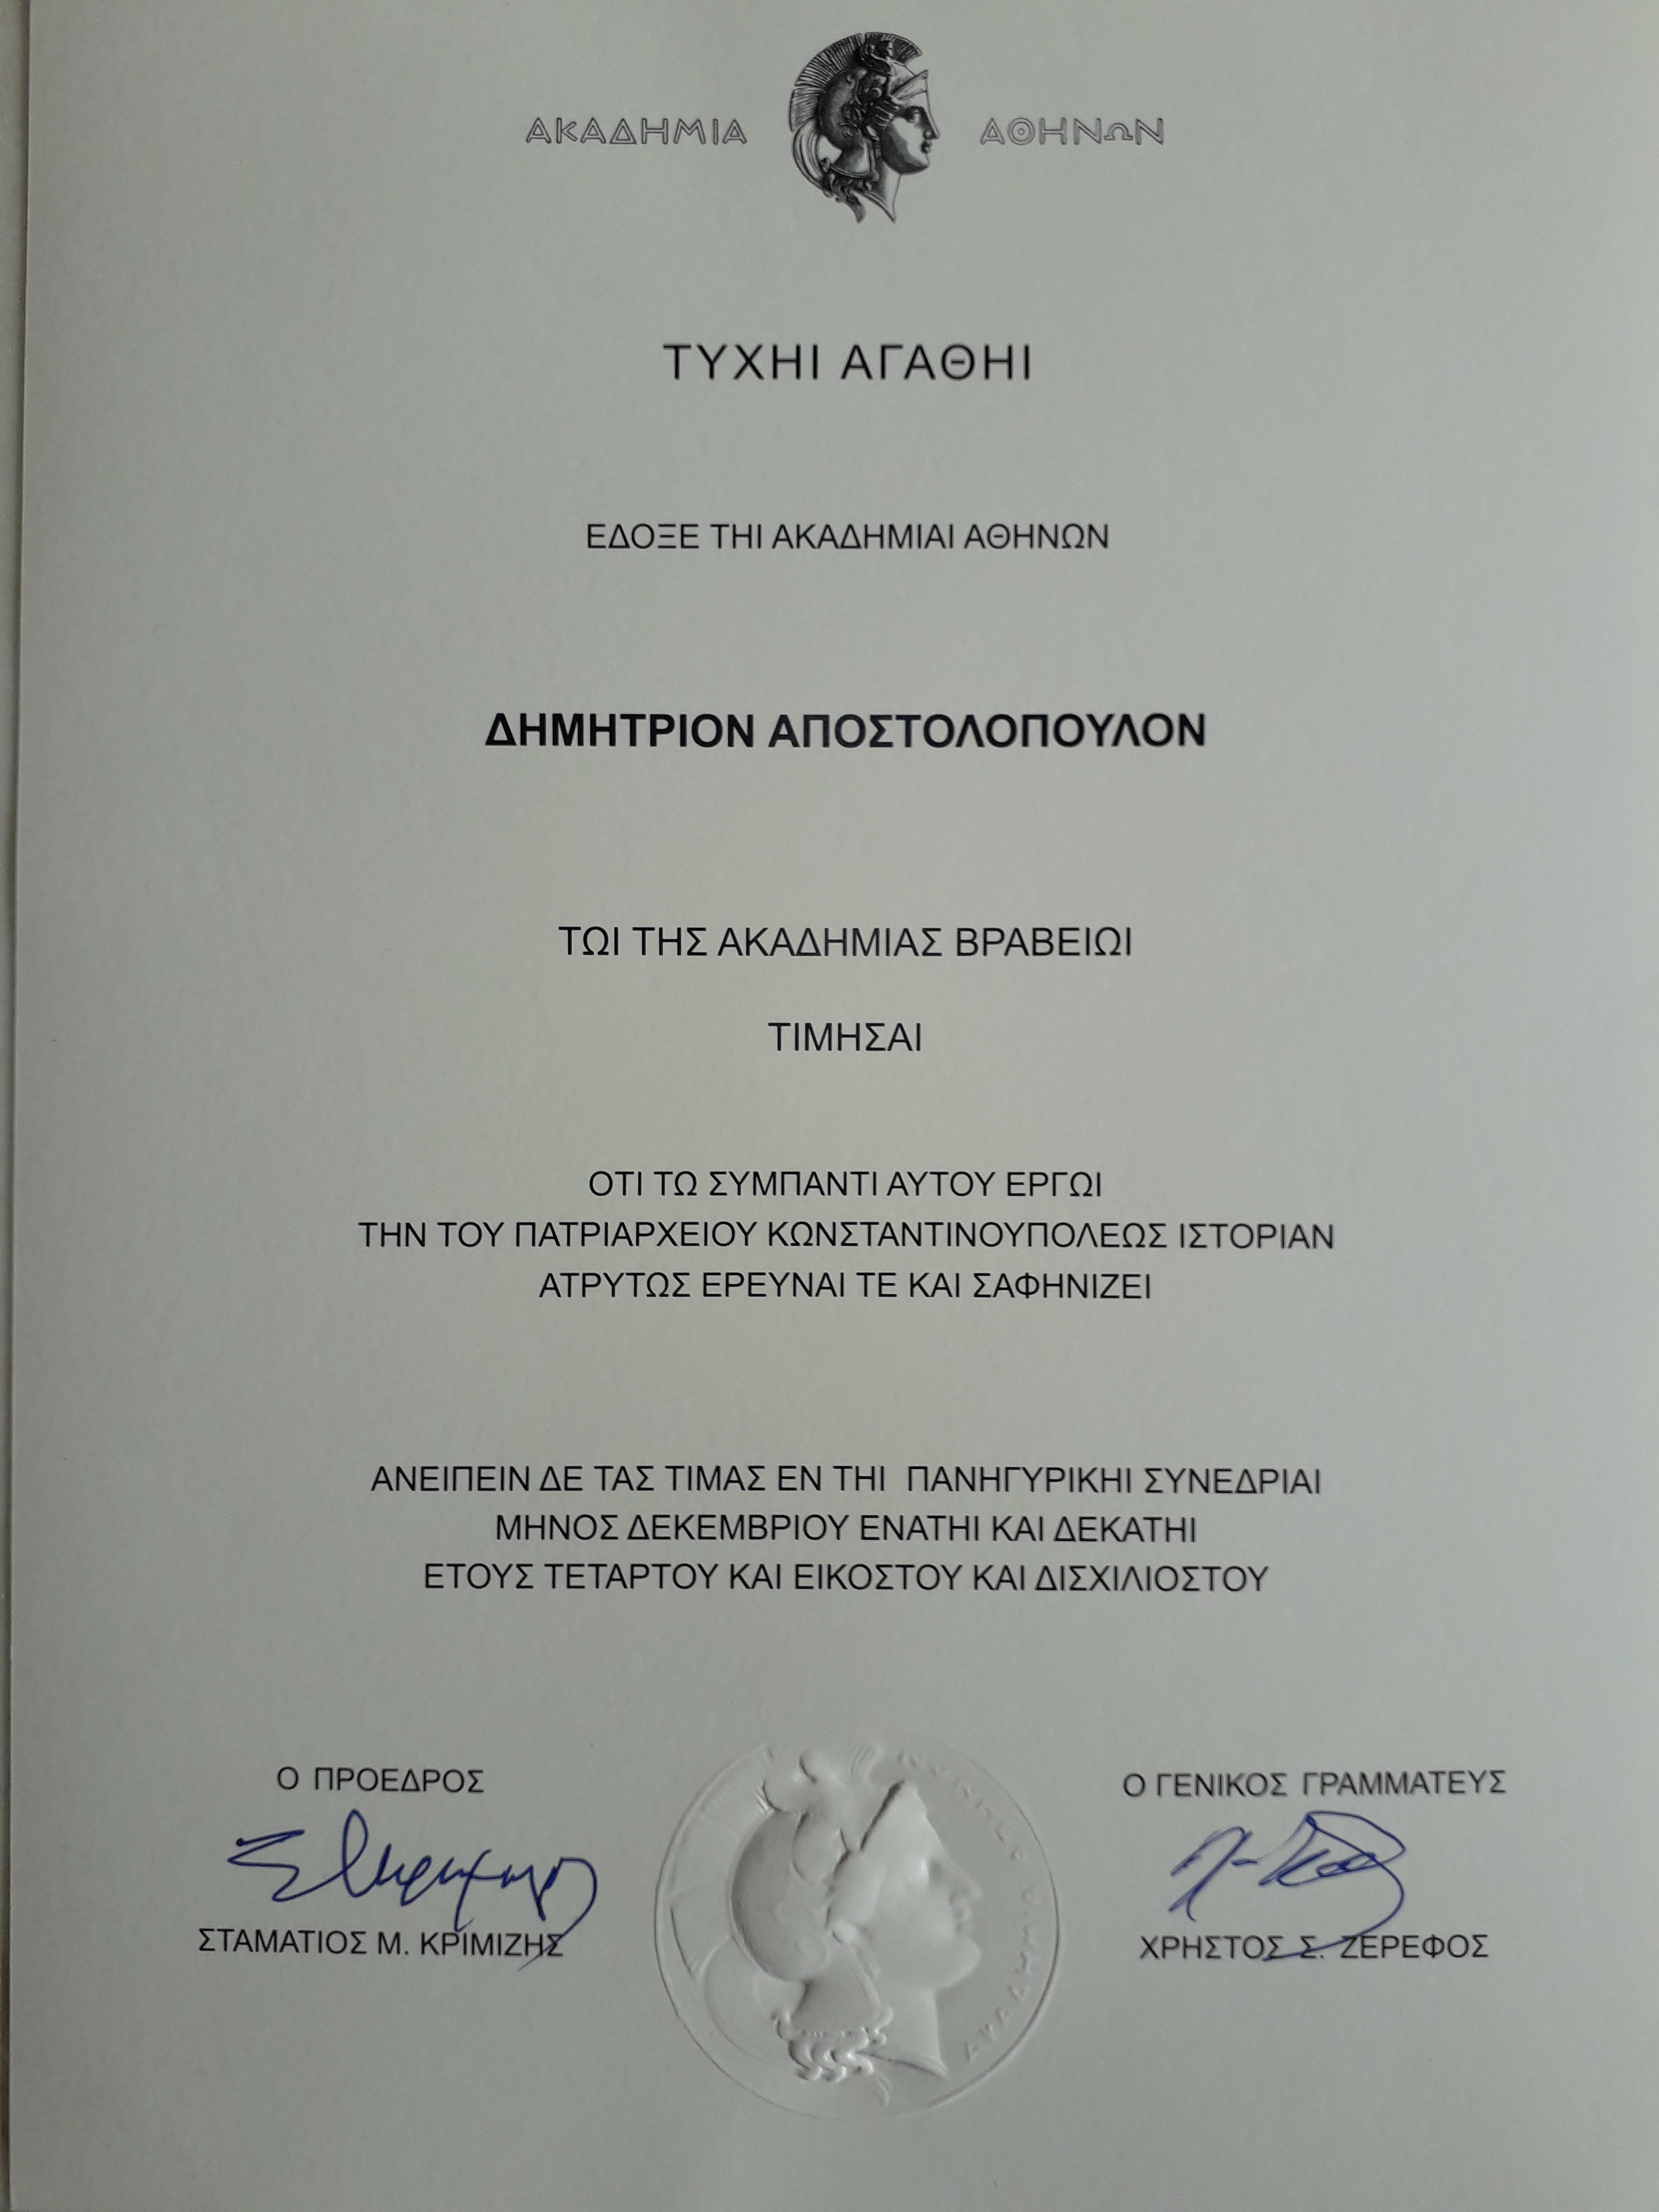 ΑΚΑΔΗΜΙΑ ΑΘΗΝΩΝ
ΤΥΧΗΙ ΑΓΑΘΗΙ
ΕΔΟΞΕ ΤΗΙ ΑΚΑΔΗΜΙΑΙ ΑΘΗΝΩΝ
ΔΗΜΗΤΡΙΟΝ ΑΠΟΣΤΟΛΟΠΟΥΛΟΝ
ΤΩΙ ΤΗΣ ΑΚΑΔΗΜΙΑΣ ΒΡΑΒΕΙΩΙ
ΤΙΜΗΣΑΙ
ΟΤΙ ΤΩ ΣΥΜΠΑΝΤΙ ΑΥΤΟΥ ΕΡΓΩΙ
ΤΗΝ ΤΟΥ ΠΑΤΡΙΑΡΧΕΙΟΥ ΚΩΝΣΤΑΝΤΙΝΟΥΠΟΛΕΩΣ ΙΣΤΟΡΙΑΝ
ΑΤΡΥΤΩΣ ΕΡΕΥΝΑΙ ΤΕ ΚΑΙ ΣΑΦΗΝΙΖΕΙ
ΑΝΕΙΠΕΙΝ ΔΕ ΤΑΣ ΤΙΜΑΣ ΕΝ ΤΗΙ ΠΑΝΗΓΥΡΙΚΗΙ ΣΥΝΕΔΡΙΑΙ
ΜΗΝΟΣ ΔΕΚΕΜΒΡΙΟΥ ΕΝΑΤΗΙ ΚΑΙ ΔΕΚΑΤΗΙ
ΕΤΟΥΣ ΤΕΤΑΡΤΟΥ ΚΑΙ ΕΙΚΟΣΤΟΥ ΚΑΙ ΔΙΣΧΙΛΙΟΣΤΟΥ
Ο ΠΡΟΕΔΡΟΣ
ΣΤΑΜΑΤΙΟΣ Μ. ΚΡΙΜΙΖΗΣ
Ο ΓΕΝΙΚΟΣ ΓΡΑΜΜΑΤΕΥΣ
ΧΡΗΣΤΟΣ Σ. ΖΕΡΕΦΟΣ
ΑΚΑΔΗΜΙΑ